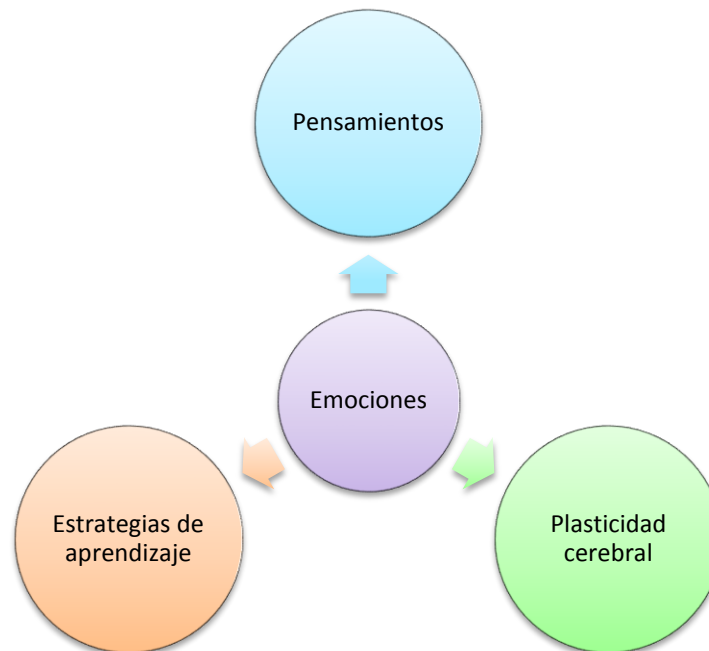 Pensamientos
Emociones
Estrategias de
aprendizaje
Plasticidad
cerebral